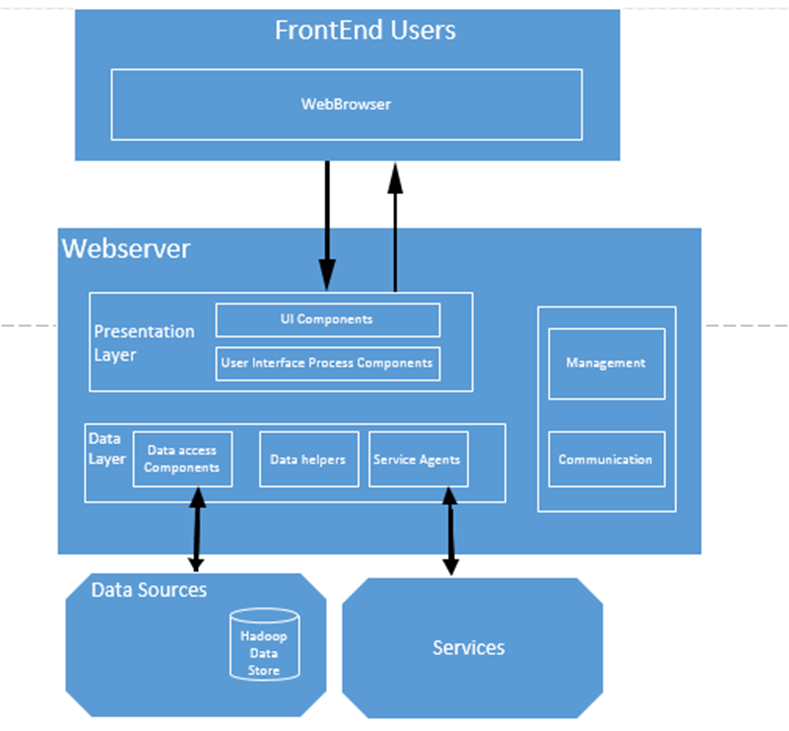 FrontEnd Users
WebBrowser
Webserver
Presentation
Layer
UI Components
User Interface Process Components
Management
Data
Layer
Data access
Components
Data helpers
Service Agents
Communication
Data Sources
Hadoop
Data
Store
Services